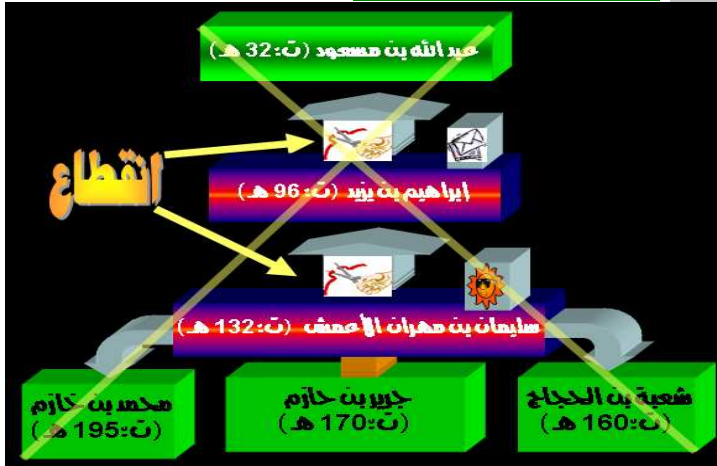 عبد الله بن مسعود (ت:32 هـ)
انقطاع
إبراهيم بن يزيد (ت:96 هـ)
سليمان بن مهران الأعمش (ت:132 هـ)
شعبة بن الحجاج
(ت:160 هـ)
جرير بن حازم
(ت:170 هـ)
محمد بن خازم
(ت:195 هـ)